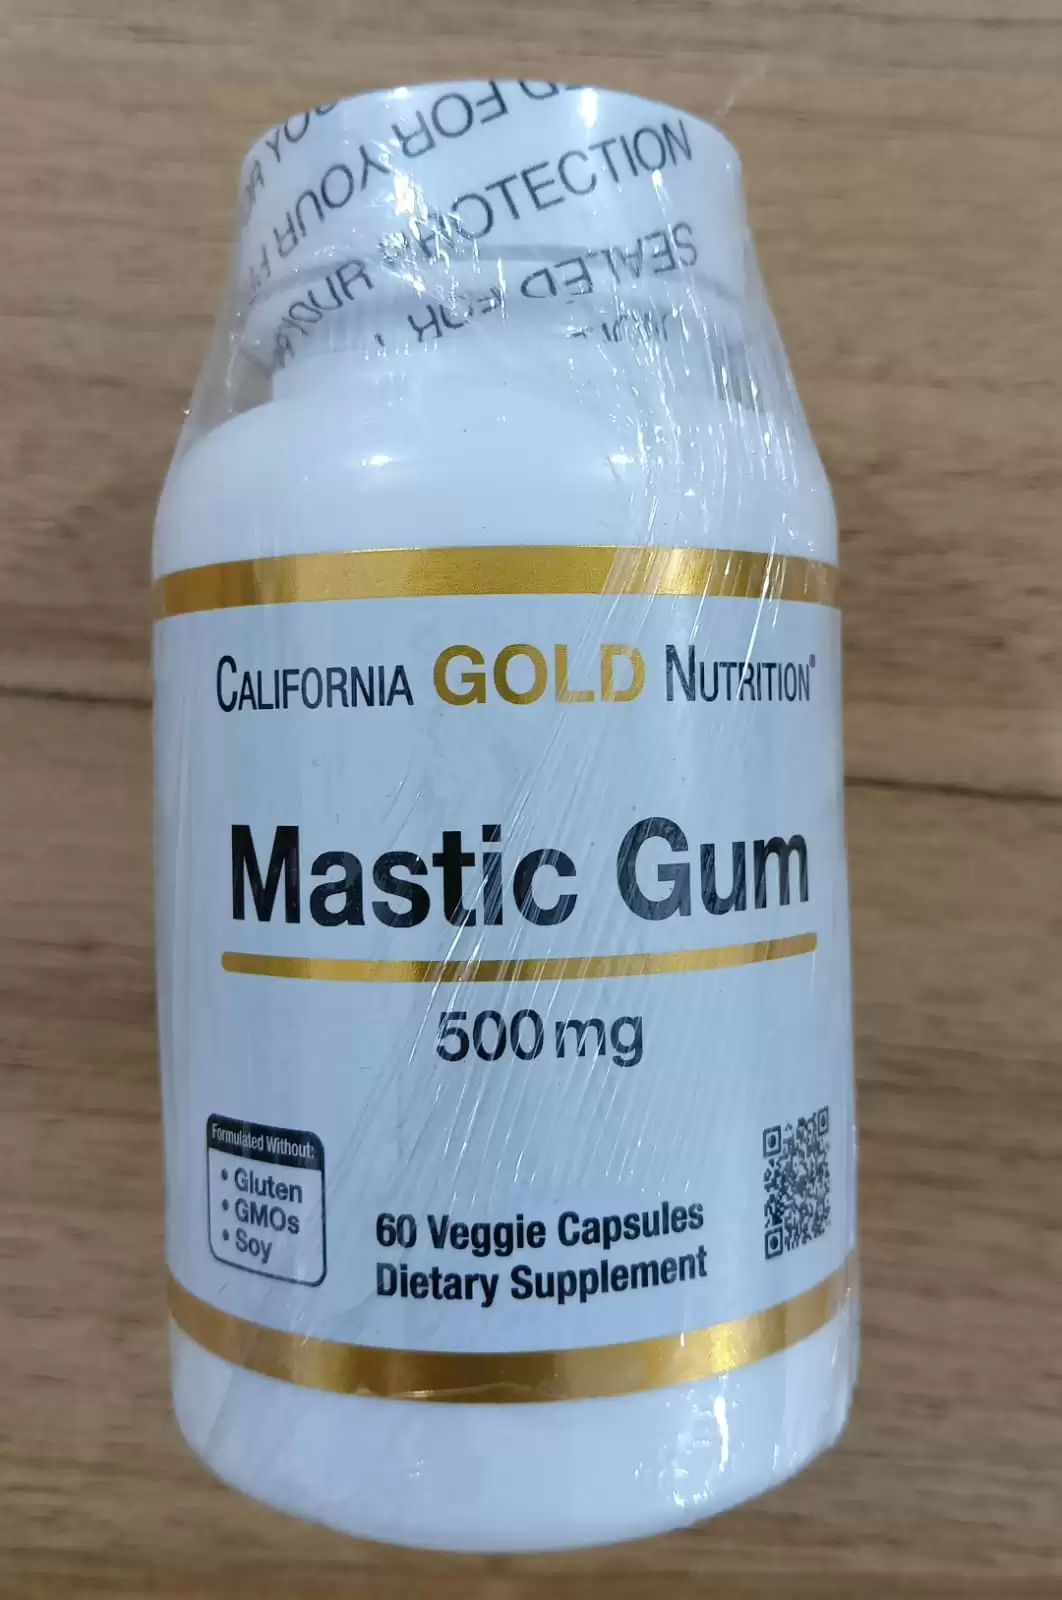 SEALED FOR YOUR PROTECTION
CALIFORNIA GOLD NUTRITION®
Mastic Gum
500 mg
Formulated Without:
• Gluten
• GMOs
• Soy
60 Veggie Capsules
Dietary Supplement